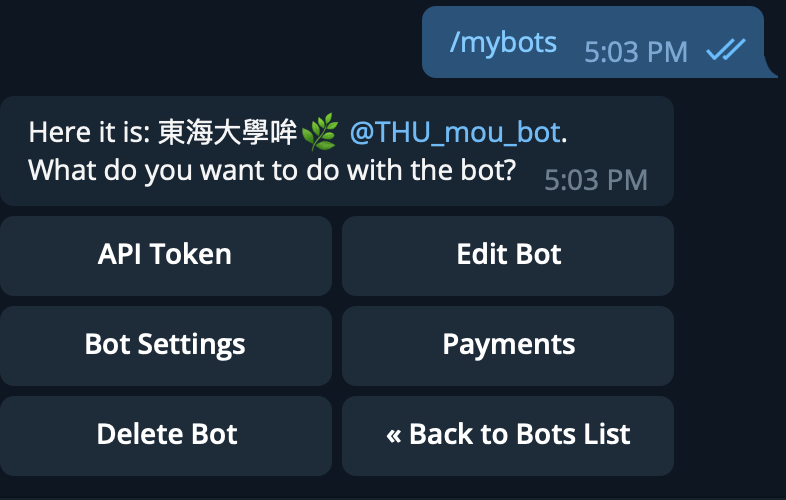 /mybots 5:03 PM
Here it is: 東海大學哞🌿 @THU_mou_bot.
What do you want to do with the bot? 5:03 PM
API Token
Edit Bot
Bot Settings
Payments
Delete Bot
« Back to Bots List